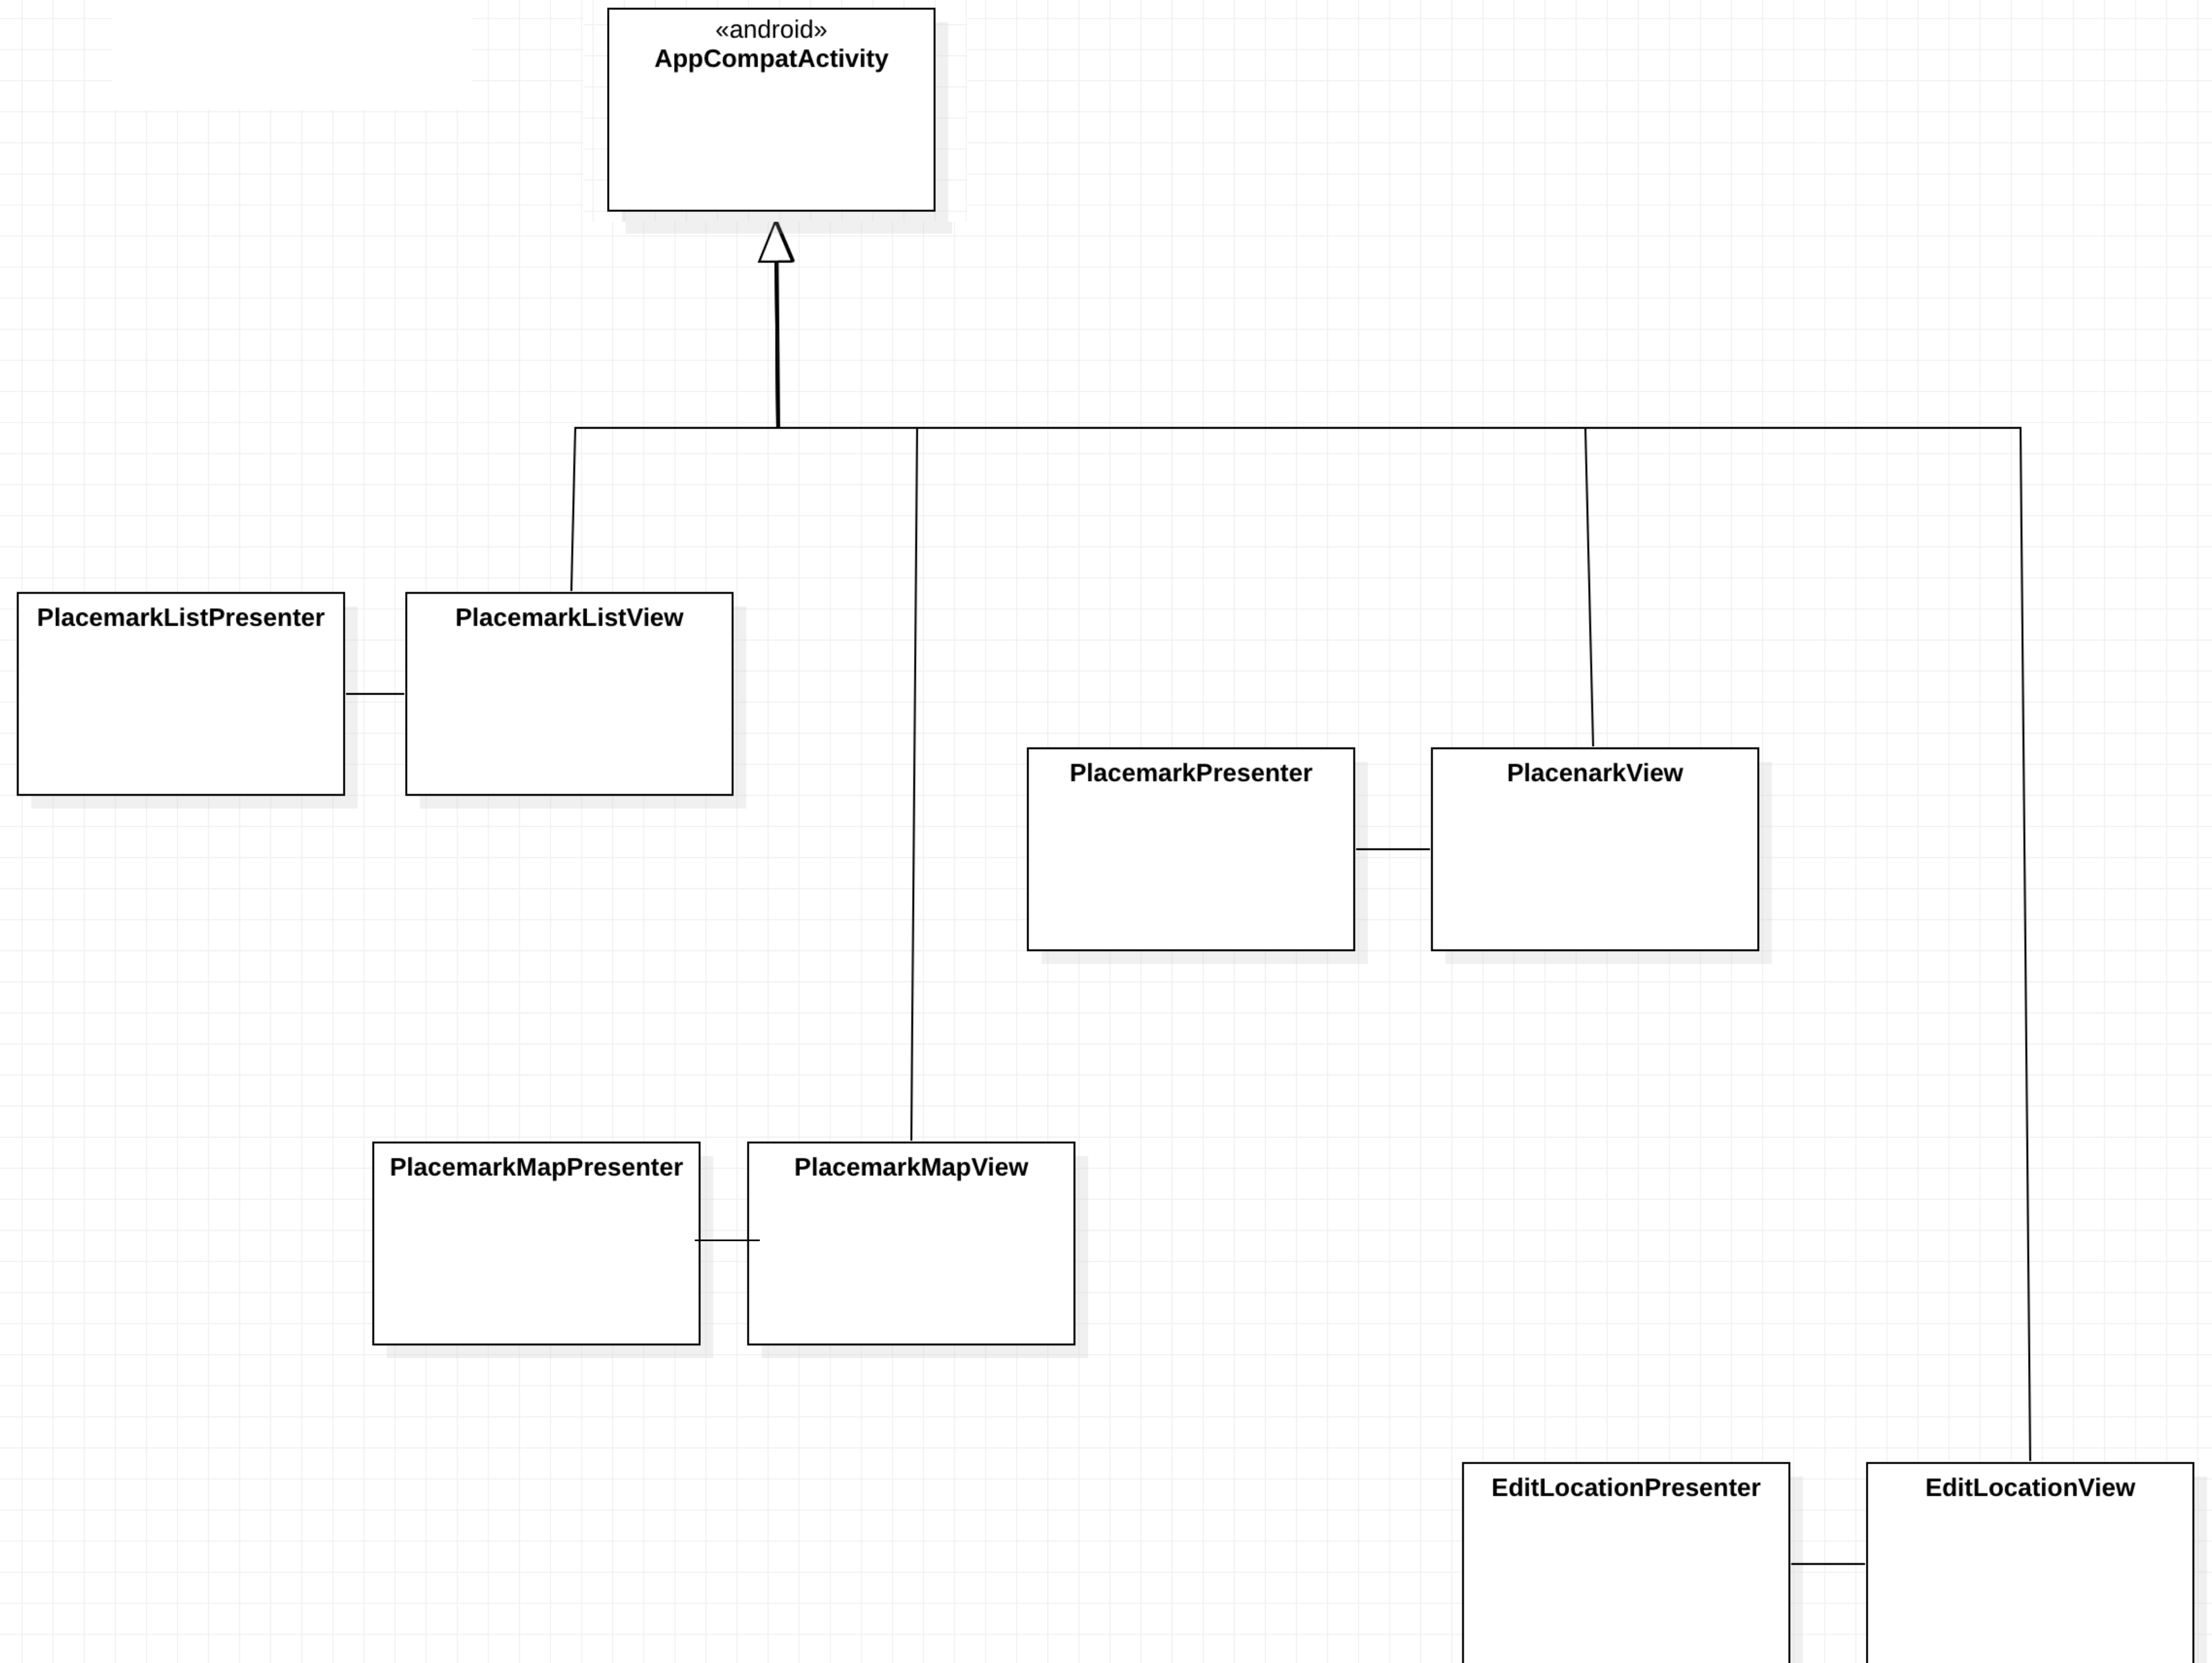 «android»
AppCompatActivity
PlacemarkListPresenter
PlacemarkListView
PlacemarkPresenter
PlacenarkView
PlacemarkMapPresenter
PlacemarkMapView
EditLocationPresenter
EditLocationView